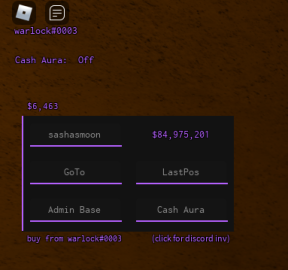 warlock#0003
Cash Aura: Off
$6,463
sashasmoon $84,975,201
GoTo LastPos
Admin Base Cash Aura
buy from warlock#0003 (click for discord inv)